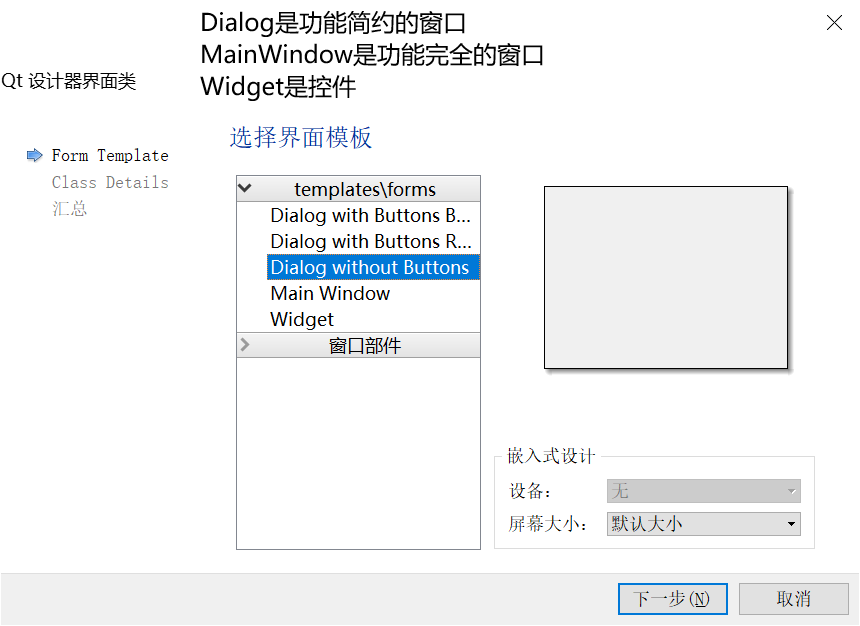 Dialog是功能简约的窗口
MainWindow是功能完全的窗口
Widget是控件
Qt 设计器界面类
选择界面模板
Form Template
Class Details
汇总
templates\forms
Dialog with Buttons B...
Dialog with Buttons R...
Dialog without Buttons
Main Window
Widget
窗口部件
嵌入式设计
设备: 无
屏幕大小: 默认大小
下一步(N)
取消